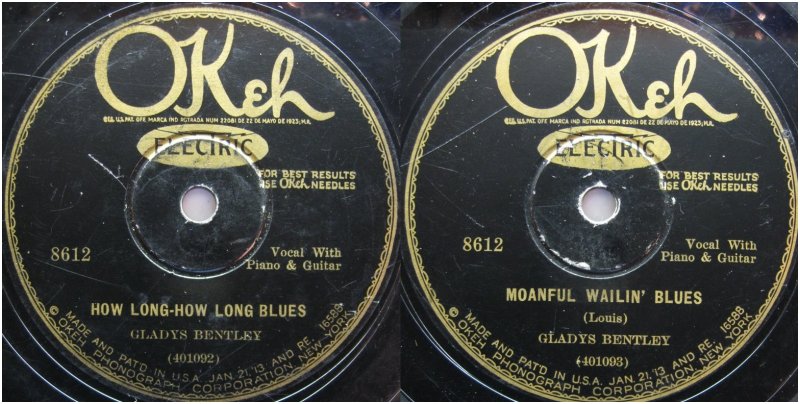 OKeh
REG. U.S. PAT. OFF. MARCA IND. RGTRADA NUM 22081 DE 22 DE MAYO DE 1923; M.R.
ELECTRIC
FOR BEST RESULTS
USE OKeh NEEDLES
8612
Vocal With
Piano & Guitar
HOW LONG-HOW LONG BLUES
GLADYS BENTLEY
(401092)
© MADE AND PAT'D IN U.S.A. JAN. 21, '13 AND RE. 16588
OKEH PHONOGRAPH CORPORATION NEW YORK
OKeh
REG. U.S. PAT. OFF. MARCA IND. RGTRADA NUM 22081 DE 22 DE MAYO DE 1923; M.R.
ELECTRIC
FOR BEST RESULTS
USE OKeh NEEDLES
8612
Vocal With
Piano & Guitar
MOANFUL WAILIN' BLUES
(Louis)
GLADYS BENTLEY
(401093)
© MADE AND PAT'D IN U.S.A. JAN. 21, '13 AND RE. 16588
OKEH PHONOGRAPH CORPORATION NEW YORK